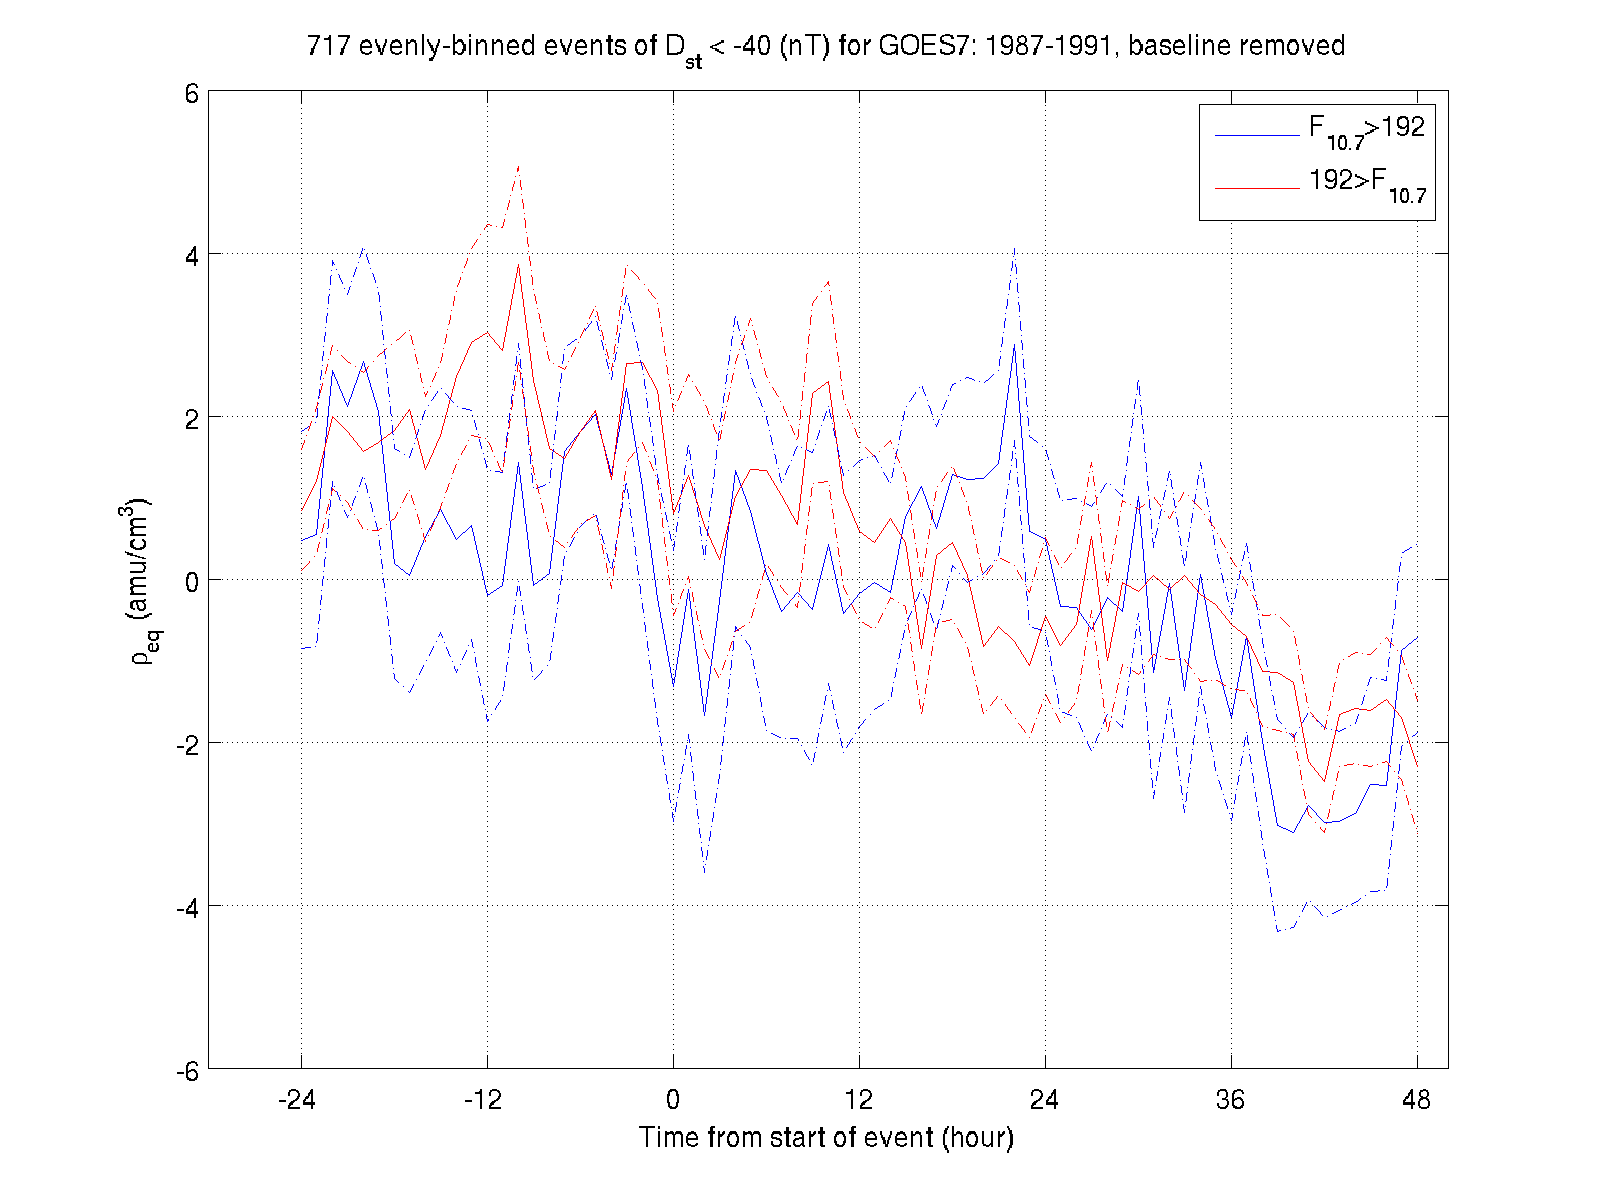 717 evenly-binned events of Dst < -40 (nT) for GOES7: 1987-1991, baseline removed
F10.7>192
192>F10.7
6
4
2
0
-2
-4
-6
ρeq (amu/cm3)
-24 -12 0 12 24 36 48
Time from start of event (hour)